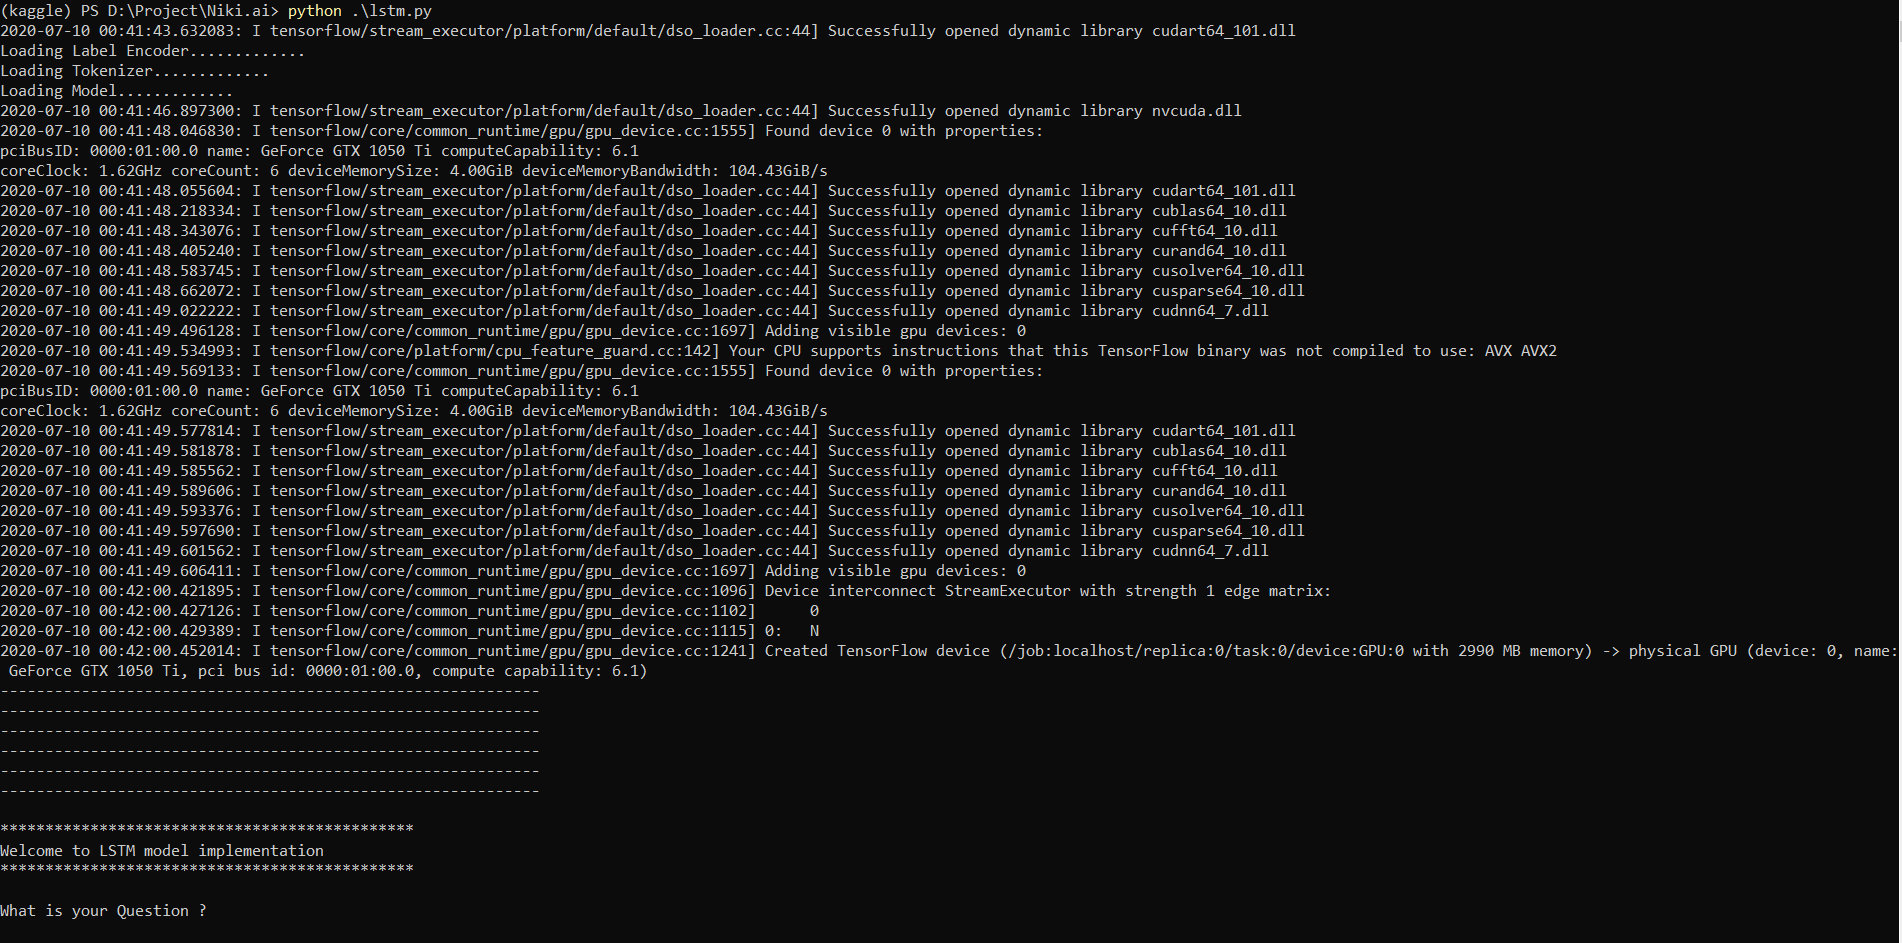 (kaggle) PS D:\Project\Niki.ai> python .\lstm.py
2020-07-10 00:41:43.632083: I tensorflow/stream_executor/platform/default/dso_loader.cc:44] Successfully opened dynamic library cudart64_101.dll
Loading Label Encoder.............
Loading Tokenizer.............
Loading Model.............
2020-07-10 00:41:46.897300: I tensorflow/stream_executor/platform/default/dso_loader.cc:44] Successfully opened dynamic library nvcuda.dll
2020-07-10 00:41:48.046830: I tensorflow/core/common_runtime/gpu/gpu_device.cc:1555] Found device 0 with properties:
pciBusID: 0000:01:00.0 name: GeForce GTX 1050 Ti computeCapability: 6.1
coreClock: 1.62GHz coreCount: 6 deviceMemorySize: 4.00GiB deviceMemoryBandwidth: 104.43GiB/s
2020-07-10 00:41:48.055604: I tensorflow/stream_executor/platform/default/dso_loader.cc:44] Successfully opened dynamic library cudart64_101.dll
2020-07-10 00:41:48.218334: I tensorflow/stream_executor/platform/default/dso_loader.cc:44] Successfully opened dynamic library cublas64_10.dll
2020-07-10 00:41:48.343076: I tensorflow/stream_executor/platform/default/dso_loader.cc:44] Successfully opened dynamic library cufft64_10.dll
2020-07-10 00:41:48.405240: I tensorflow/stream_executor/platform/default/dso_loader.cc:44] Successfully opened dynamic library curand64_10.dll
2020-07-10 00:41:48.583745: I tensorflow/stream_executor/platform/default/dso_loader.cc:44] Successfully opened dynamic library cusolver64_10.dll
2020-07-10 00:41:48.662072: I tensorflow/stream_executor/platform/default/dso_loader.cc:44] Successfully opened dynamic library cusparse64_10.dll
2020-07-10 00:41:49.022222: I tensorflow/stream_executor/platform/default/dso_loader.cc:44] Successfully opened dynamic library cudnn64_7.dll
2020-07-10 00:41:49.496128: I tensorflow/core/common_runtime/gpu/gpu_device.cc:1697] Adding visible gpu devices: 0
2020-07-10 00:41:49.534993: I tensorflow/core/platform/cpu_feature_guard.cc:142] Your CPU supports instructions that this TensorFlow binary was not compiled to use: AVX AVX2
2020-07-10 00:41:49.569133: I tensorflow/core/common_runtime/gpu/gpu_device.cc:1555] Found device 0 with properties:
pciBusID: 0000:01:00.0 name: GeForce GTX 1050 Ti computeCapability: 6.1
coreClock: 1.62GHz coreCount: 6 deviceMemorySize: 4.00GiB deviceMemoryBandwidth: 104.43GiB/s
2020-07-10 00:41:49.577814: I tensorflow/stream_executor/platform/default/dso_loader.cc:44] Successfully opened dynamic library cudart64_101.dll
2020-07-10 00:41:49.581878: I tensorflow/stream_executor/platform/default/dso_loader.cc:44] Successfully opened dynamic library cublas64_10.dll
2020-07-10 00:41:49.585562: I tensorflow/stream_executor/platform/default/dso_loader.cc:44] Successfully opened dynamic library cufft64_10.dll
2020-07-10 00:41:49.589606: I tensorflow/stream_executor/platform/default/dso_loader.cc:44] Successfully opened dynamic library curand64_10.dll
2020-07-10 00:41:49.593376: I tensorflow/stream_executor/platform/default/dso_loader.cc:44] Successfully opened dynamic library cusolver64_10.dll
2020-07-10 00:41:49.597690: I tensorflow/stream_executor/platform/default/dso_loader.cc:44] Successfully opened dynamic library cusparse64_10.dll
2020-07-10 00:41:49.601562: I tensorflow/stream_executor/platform/default/dso_loader.cc:44] Successfully opened dynamic library cudnn64_7.dll
2020-07-10 00:41:49.606411: I tensorflow/core/common_runtime/gpu/gpu_device.cc:1697] Adding visible gpu devices: 0
2020-07-10 00:42:00.421895: I tensorflow/core/common_runtime/gpu/gpu_device.cc:1096] Device interconnect StreamExecutor with strength 1 edge matrix:
2020-07-10 00:42:00.427126: I tensorflow/core/common_runtime/gpu/gpu_device.cc:1102]      0
2020-07-10 00:42:00.429389: I tensorflow/core/common_runtime/gpu/gpu_device.cc:1115] 0:   N
2020-07-10 00:42:00.452014: I tensorflow/core/common_runtime/gpu/gpu_device.cc:1241] Created TensorFlow device (/job:localhost/replica:0/task:0/device:GPU:0 with 2990 MB memory) -> physical GPU (device: 0, name:
 GeForce GTX 1050 Ti, pci bus id: 0000:01:00.0, compute capability: 6.1)
------------------------------------------------------------
------------------------------------------------------------
------------------------------------------------------------
------------------------------------------------------------
------------------------------------------------------------
------------------------------------------------------------
**********************************************
Welcome to LSTM model implementation
**********************************************
What is your Question ?